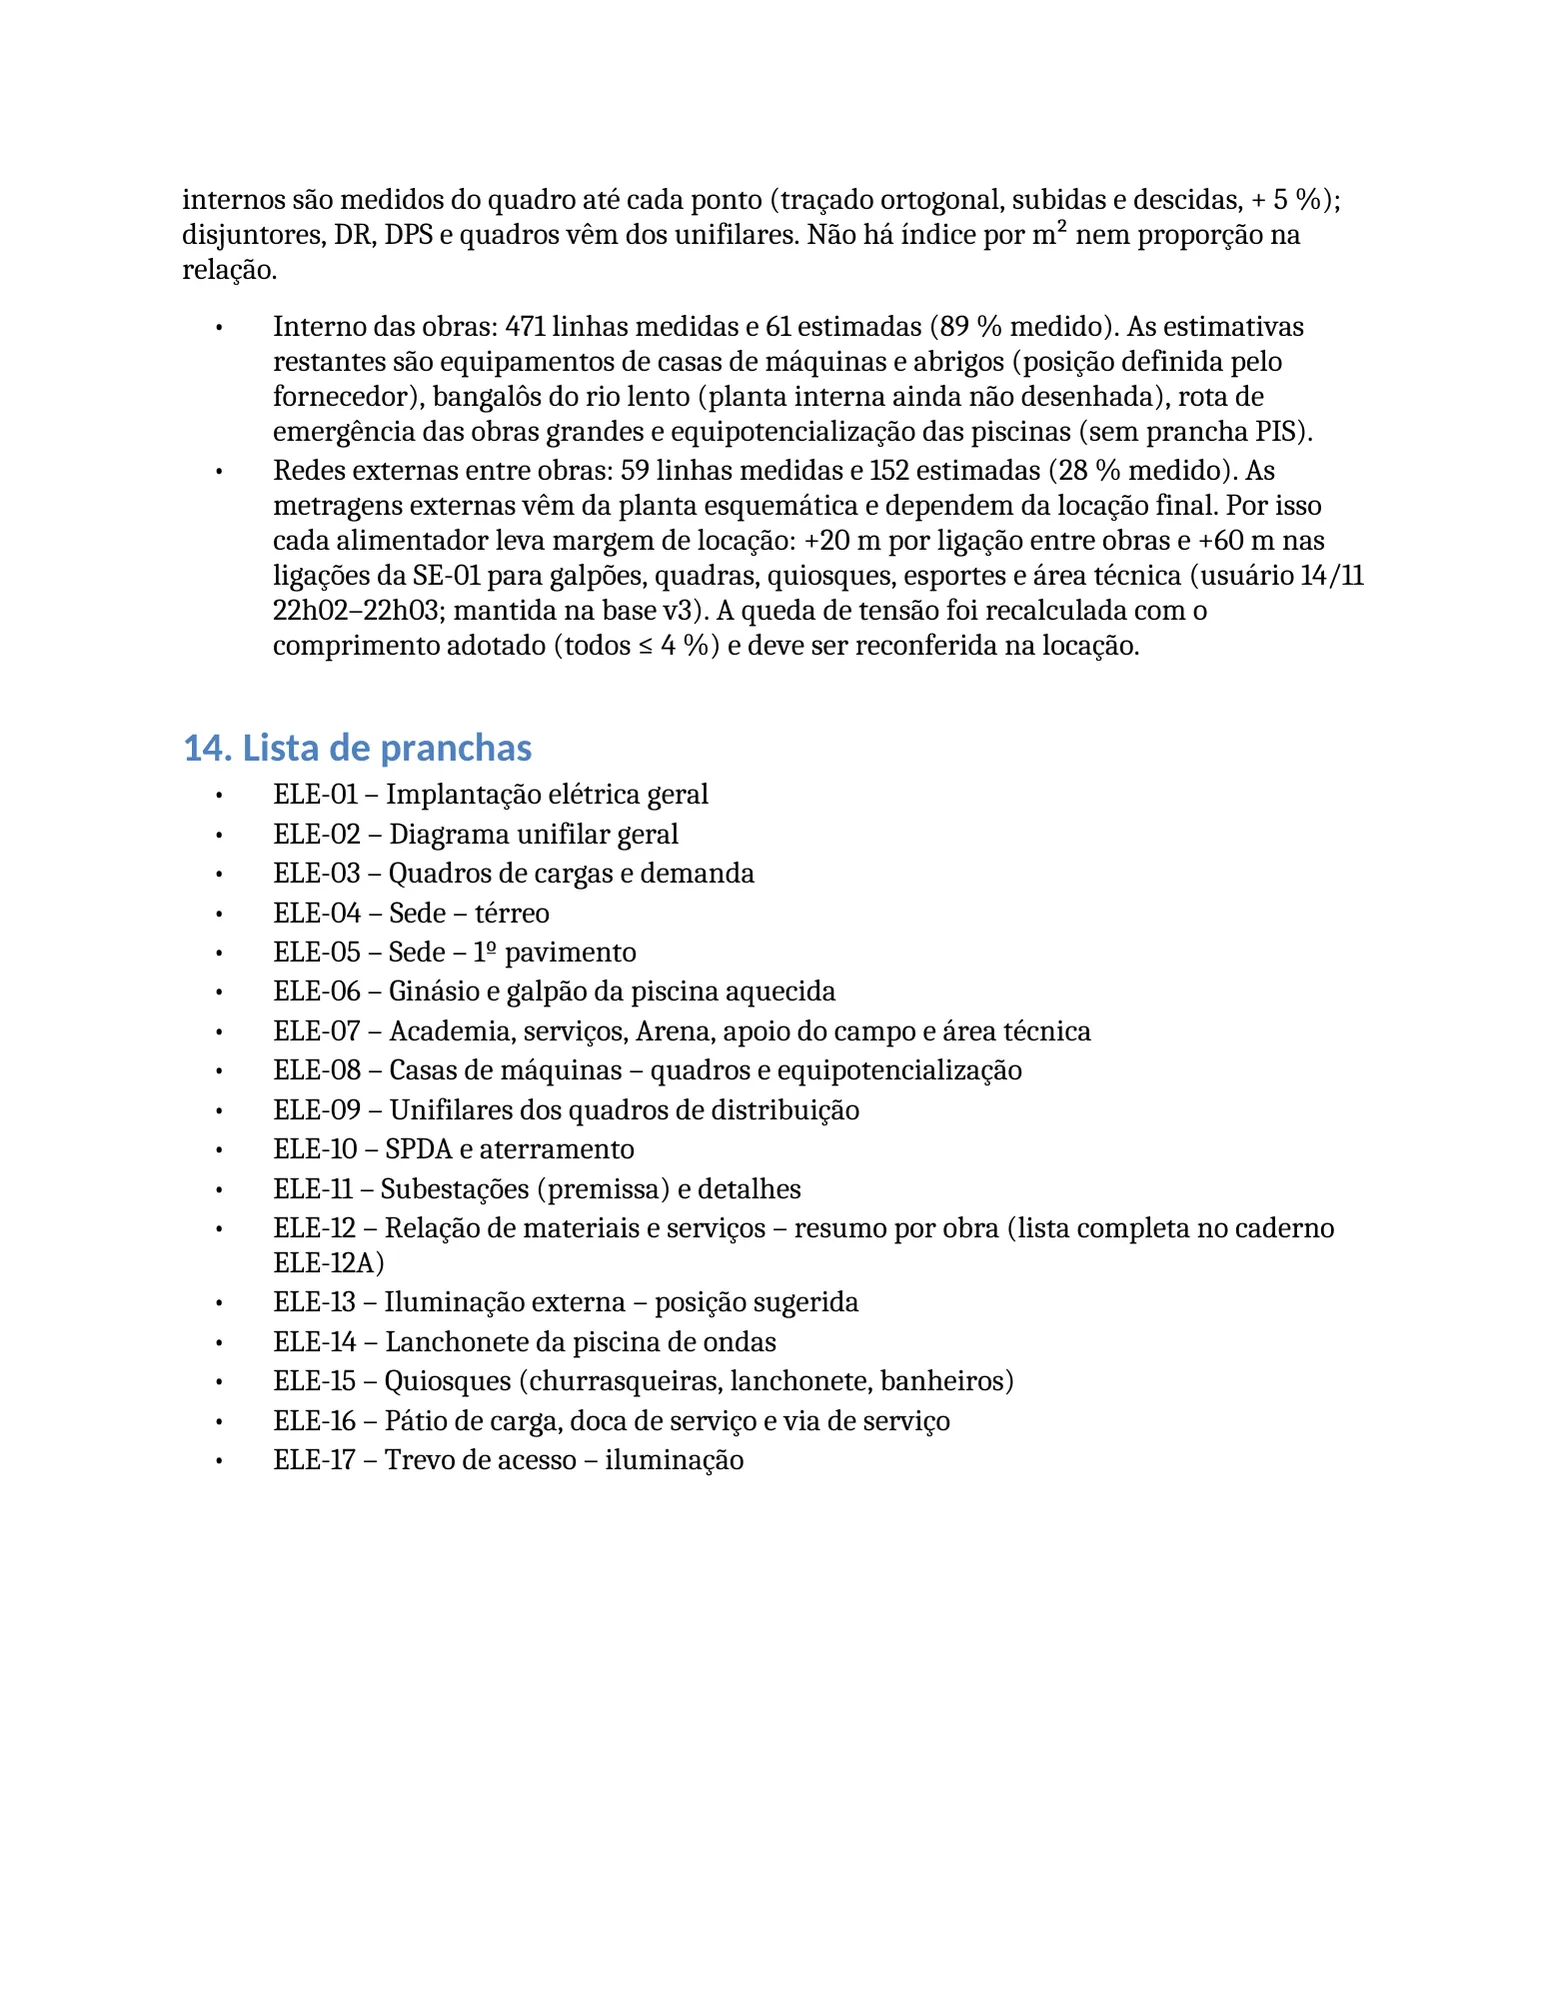 internos são medidos do quadro até cada ponto (traçado ortogonal, subidas e descidas, + 5 %);
disjuntores, DR, DPS e quadros vêm dos unifilares. Não há índice por m² nem proporção na
relação.
• Interno das obras: 471 linhas medidas e 61 estimadas (89 % medido). As estimativas
restantes são equipamentos de casas de máquinas e abrigos (posição definida pelo
fornecedor), bangalôs do rio lento (planta interna ainda não desenhada), rota de
emergência das obras grandes e equipotencialização das piscinas (sem prancha PIS).
• Redes externas entre obras: 59 linhas medidas e 152 estimadas (28 % medido). As
metragens externas vêm da planta esquemática e dependem da locação final. Por isso
cada alimentador leva margem de locação: +20 m por ligação entre obras e +60 m nas
ligações da SE-01 para galpões, quadras, quiosques, esportes e área técnica (usuário 14/11
22h02–22h03; mantida na base v3). A queda de tensão foi recalculada com o
comprimento adotado (todos ≤ 4 %) e deve ser reconferida na locação.
14. Lista de pranchas
• ELE-01 – Implantação elétrica geral
• ELE-02 – Diagrama unifilar geral
• ELE-03 – Quadros de cargas e demanda
• ELE-04 – Sede – térreo
• ELE-05 – Sede – 1º pavimento
• ELE-06 – Ginásio e galpão da piscina aquecida
• ELE-07 – Academia, serviços, Arena, apoio do campo e área técnica
• ELE-08 – Casas de máquinas – quadros e equipotencialização
• ELE-09 – Unifilares dos quadros de distribuição
• ELE-10 – SPDA e aterramento
• ELE-11 – Subestações (premissa) e detalhes
• ELE-12 – Relação de materiais e serviços – resumo por obra (lista completa no caderno
ELE-12A)
• ELE-13 – Iluminação externa – posição sugerida
• ELE-14 – Lanchonete da piscina de ondas
• ELE-15 – Quiosques (churrasqueiras, lanchonete, banheiros)
• ELE-16 – Pátio de carga, doca de serviço e via de serviço
• ELE-17 – Trevo de acesso – iluminação